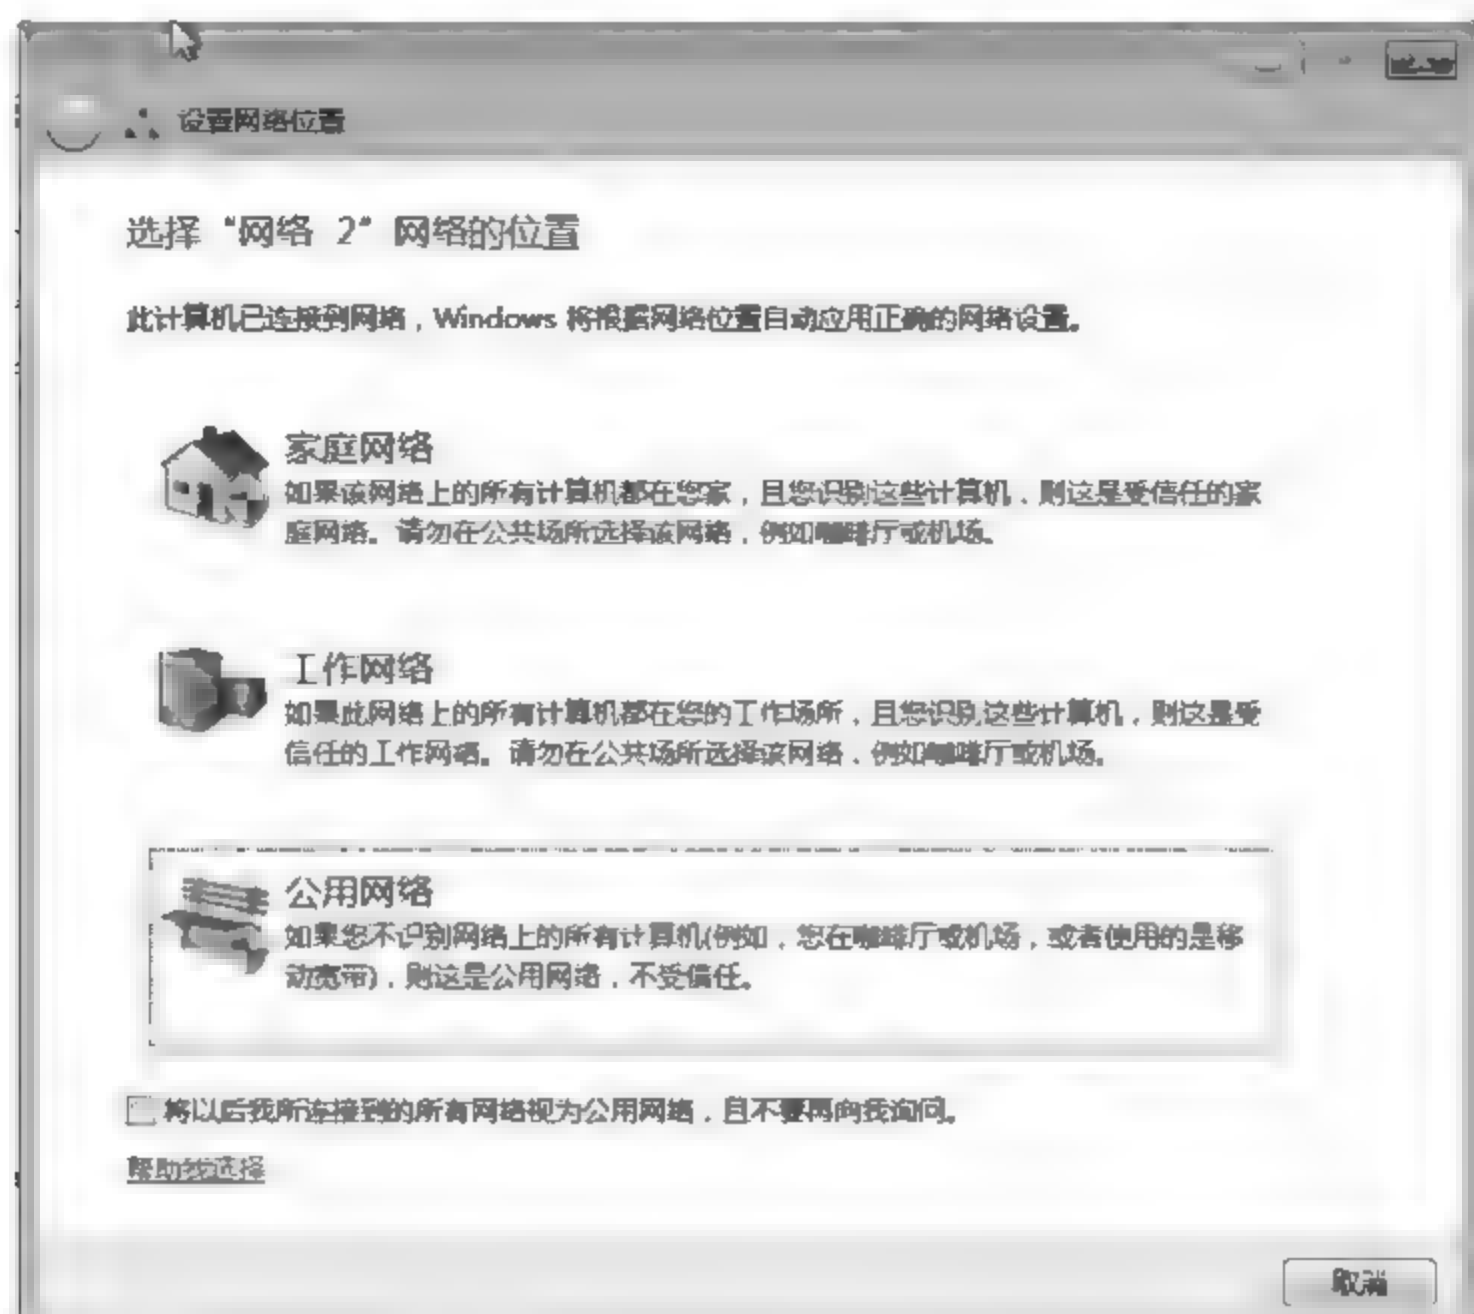 设置网络位置
选择“网络 2”网络的位置
此计算机已连接到网络，Windows 将根据网络位置自动应用正确的网络设置。
家庭网络
如果该网络上的所有计算机都在您家，且您识别这些计算机，则这是受信任的家
庭网络。请勿在公共场所选择该网络，例如咖啡厅或机场。
工作网络
如果此网络上的所有计算机都在您的工作场所，且您识别这些计算机，则这是受
信任的工作网络。请勿在公共场所选择该网络，例如咖啡厅或机场。
公用网络
如果您不识别网络上的所有计算机(例如，您在咖啡厅或机场，或者使用的是移
动宽带)，则这是公用网络，不受信任。
将以后我所连接到的所有网络视为公用网络，且不要再向我询问。
帮助我选择
取消